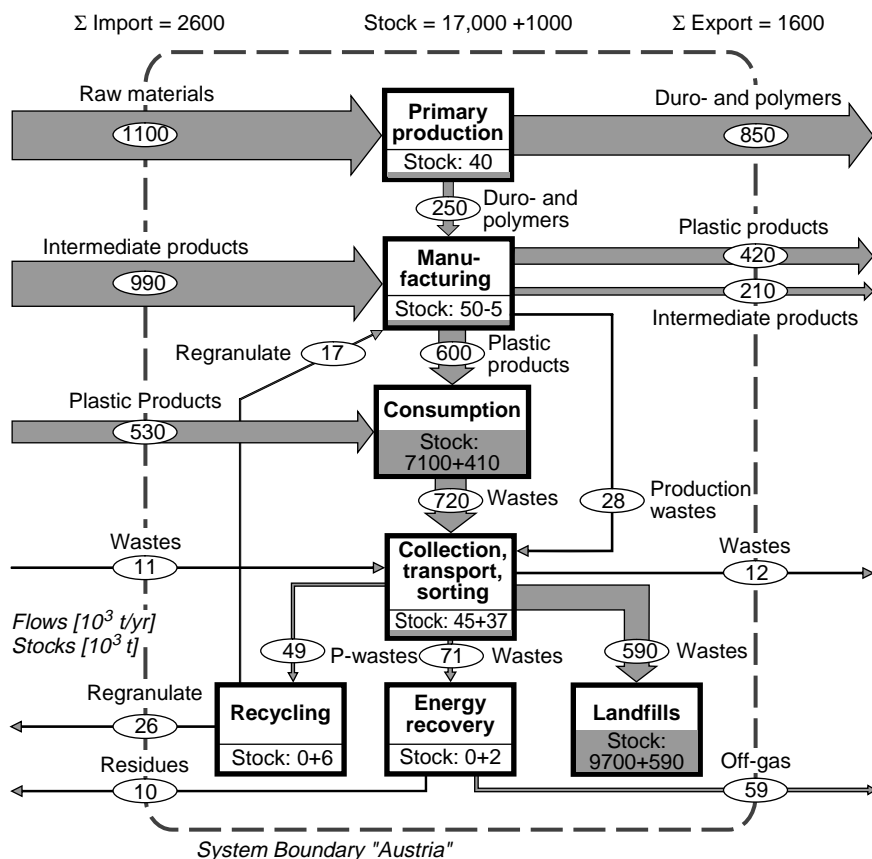 Σ Import = 2600
Stock = 17,000 +1000
Σ Export = 1600
Raw materials
1100
Primary
production
Stock: 40
Duro- and polymers
850
250
Duro- and
polymers
Intermediate products
990
Manu-
facturing
Stock: 50-5
Plastic products
420
210
Intermediate products
Regranulate
17
600
Plastic
products
Plastic Products
530
Consumption
Stock:
7100+410
720
Wastes
28
Production
wastes
Wastes
11
Collection,
transport,
sorting
Stock: 45+37
Wastes
12
Flows [10³ t/yr]
Stocks [10³ t]
49
P-wastes
71
Wastes
590
Wastes
Regranulate
26
Recycling
Stock: 0+6
Energy
recovery
Stock: 0+2
Landfills
Stock:
9700+590
Residues
10
Off-gas
59
System Boundary "Austria"